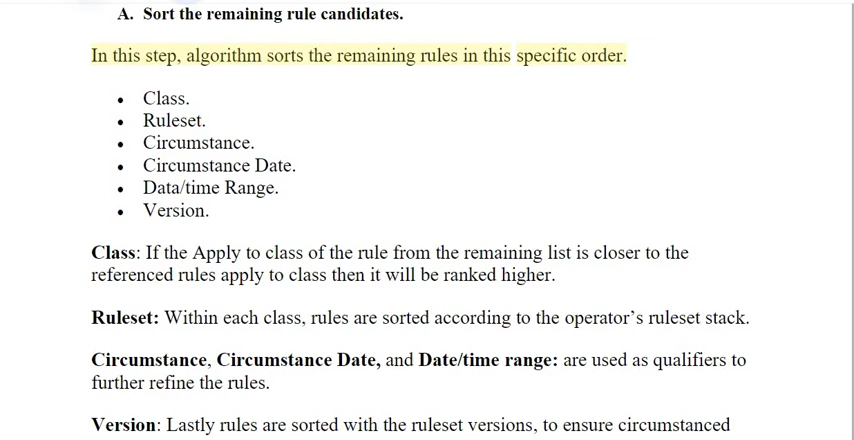 A. Sort the remaining rule candidates.
In this step, algorithm sorts the remaining rules in this specific order.
• Class.
• Ruleset.
• Circumstance.
• Circumstance Date.
• Data/time Range.
• Version.
Class: If the Apply to class of the rule from the remaining list is closer to the
referenced rules apply to class then it will be ranked higher.
Ruleset: Within each class, rules are sorted according to the operator’s ruleset stack.
Circumstance, Circumstance Date, and Date/time range: are used as qualifiers to
further refine the rules.
Version: Lastly rules are sorted with the ruleset versions, to ensure circumstanced